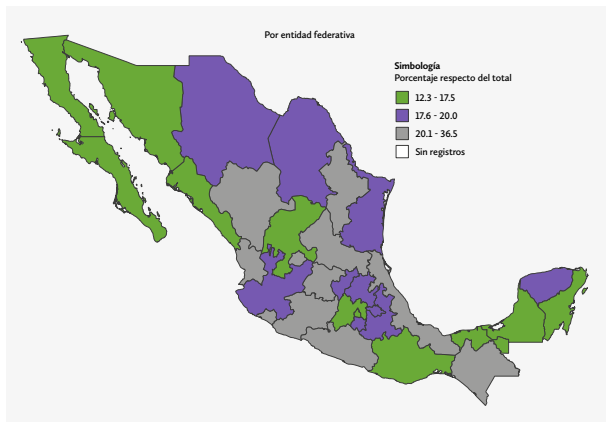 Por entidad federativa
Simbología
Porcentaje respecto del total
12.3 - 17.5
17.6 - 20.0
20.1 - 36.5
Sin registros